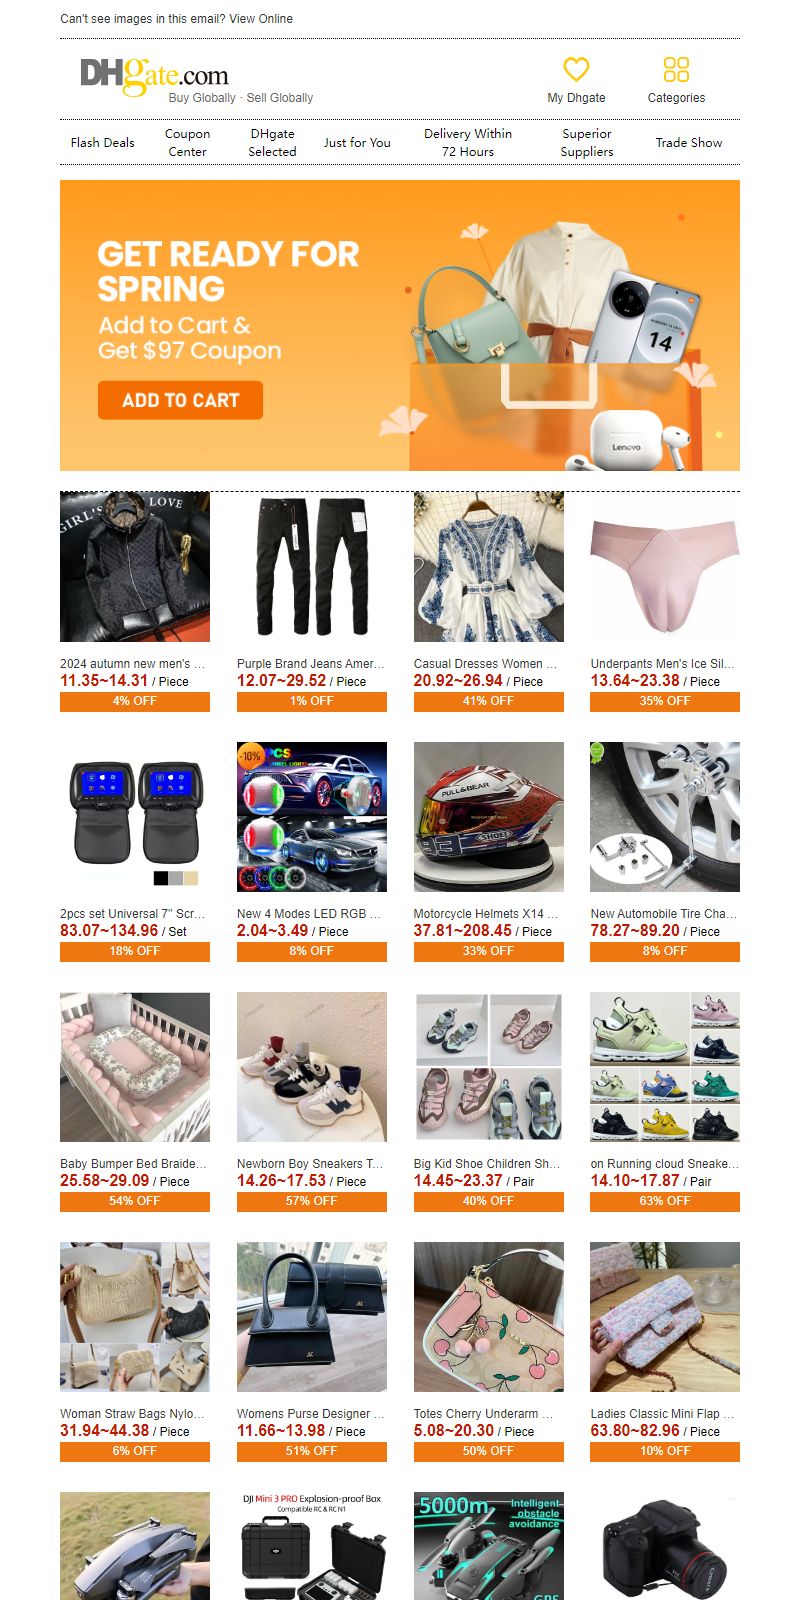 Can't see images in this email? View Online
DHgate.com
Buy Globally · Sell Globally
My Dhgate
Categories
Flash Deals
Coupon
Center
DHgate
Selected
Just for You
Delivery Within
72 Hours
Superior
Suppliers
Trade Show
GET READY FOR
SPRING
Add to Cart &
Get $97 Coupon
ADD TO CART
14
Lenovo
GIRL'S
LOVE
2024 autumn new men's ...
11.35~14.31 / Piece
4% OFF
Purple Brand Jeans Amer...
12.07~29.52 / Piece
1% OFF
Casual Dresses Women ...
20.92~26.94 / Piece
41% OFF
Underpants Men's Ice Sil...
13.64~23.38 / Piece
35% OFF
-10%
PCS
WHEEL LIGHTS
PULL&BEAR
SHOEI
93
2pcs set Universal 7" Scr...
83.07~134.96 / Set
18% OFF
New 4 Modes LED RGB ...
2.04~3.49 / Piece
8% OFF
Motorcycle Helmets X14 ...
37.81~208.45 / Piece
33% OFF
New Automobile Tire Cha...
78.27~89.20 / Piece
8% OFF
Baby Bumper Bed Braide...
25.58~29.09 / Piece
54% OFF
Newborn Boy Sneakers T...
14.26~17.53 / Piece
57% OFF
Big Kid Shoe Children Sh...
14.45~23.37 / Pair
40% OFF
on Running cloud Sneake...
14.10~17.87 / Pair
63% OFF
Woman Straw Bags Nylo...
31.94~44.38 / Piece
6% OFF
Womens Purse Designer ...
11.66~13.98 / Piece
51% OFF
Totes Cherry Underarm ...
5.08~20.30 / Piece
50% OFF
Ladies Classic Mini Flap ...
63.80~82.96 / Piece
10% OFF
DJI Mini 3 PRO Explosion-proof Box
Compatible RC & RC N1
5000m
Intelligent
obstacle
avoidance
GPS
Camera